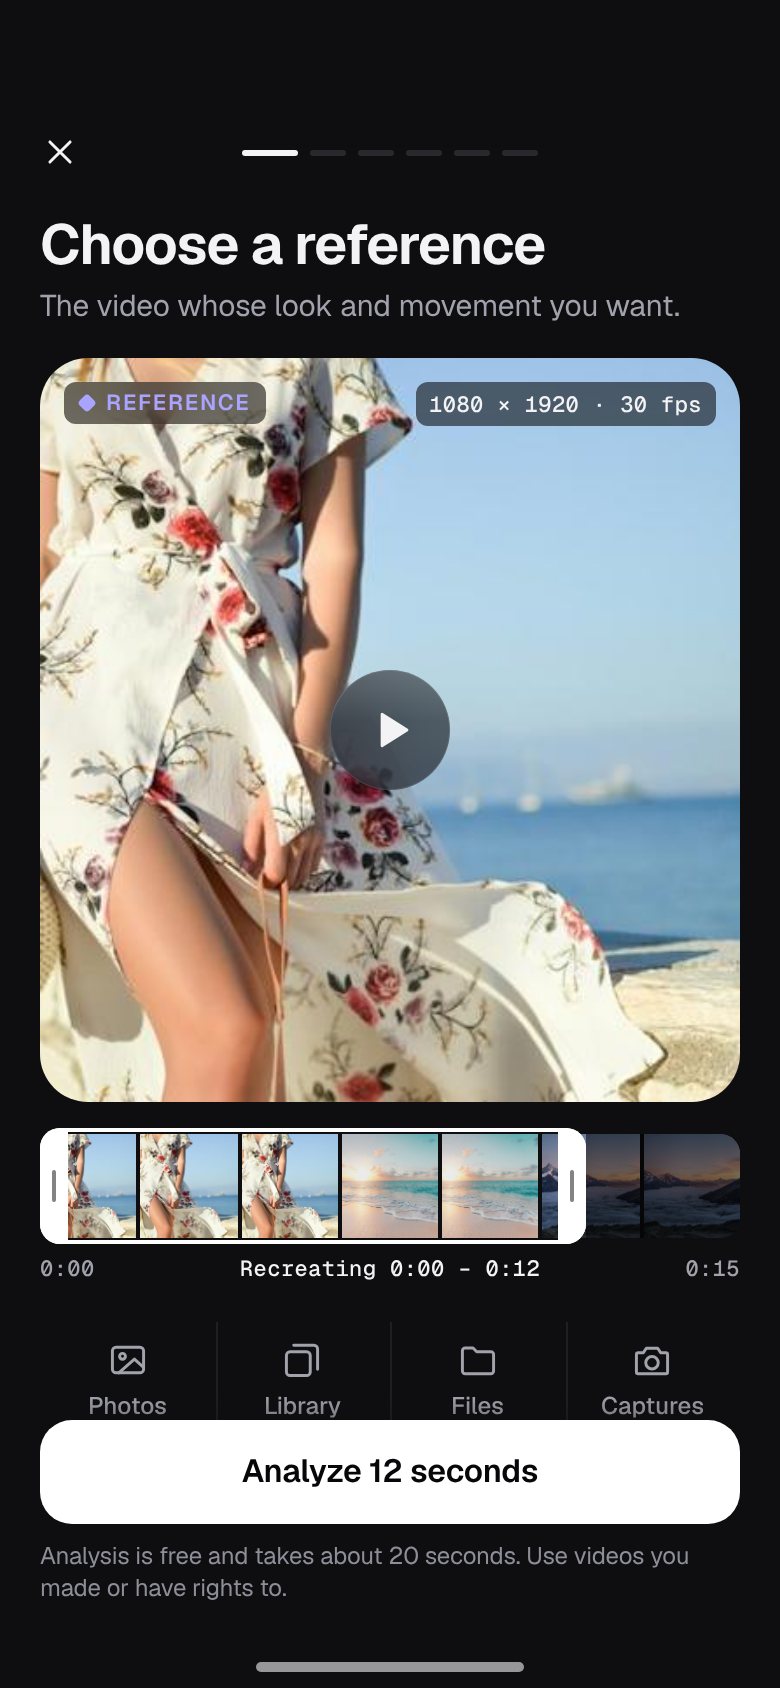 Choose a reference
The video whose look and movement you want.
REFERENCE
1080 × 1920 · 30 fps
0:00
Recreating 0:00 – 0:12
0:15
Photos
Library
Files
Captures
Analyze 12 seconds
Analysis is free and takes about 20 seconds. Use videos you
made or have rights to.